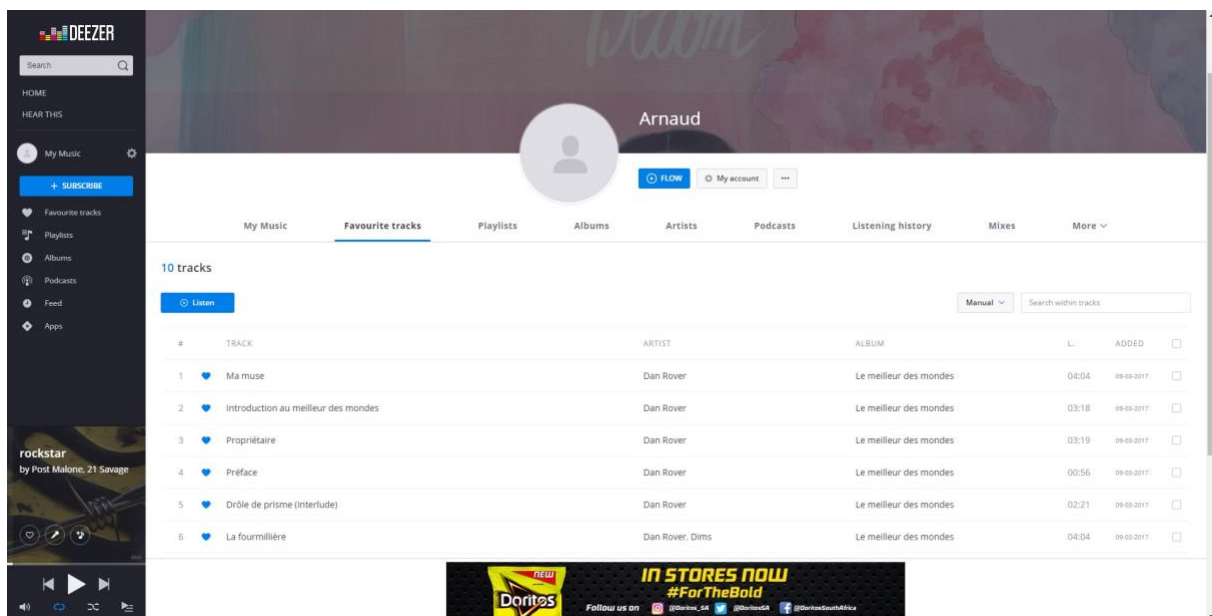 DEEZER
Search
HOME
HEAR THIS
My Music
+ SUBSCRIBE
Favourite tracks
Playlists
Albums
Podcasts
Feed
Apps
rockstar
by Post Malone, 21 Savage
Arnaud
FLOW
My account
...
My Music Favourite tracks Playlists Albums Artists Podcasts Listening history Mixes More
10 tracks
Listen
Manual Search within tracks
# TRACK ARTIST ALBUM L. ADDED
1 Ma muse Dan Rover Le meilleur des mondes 04:04 09-03-2017
2 Introduction au meilleur des mondes Dan Rover Le meilleur des mondes 03:18 09-03-2017
3 Propriétaire Dan Rover Le meilleur des mondes 03:19 09-03-2017
4 Préface Dan Rover Le meilleur des mondes 00:56 09-03-2017
5 Drôle de prisme (Interlude) Dan Rover Le meilleur des mondes 02:21 09-03-2017
6 La fourmillière Dan Rover, Dims Le meilleur des mondes 04:04 09-03-2017
NEW
Doritos
IN STORES NOW
#ForTheBold
Follow us on @Doritos_SA @DoritosSA @DoritosSouthAfrica